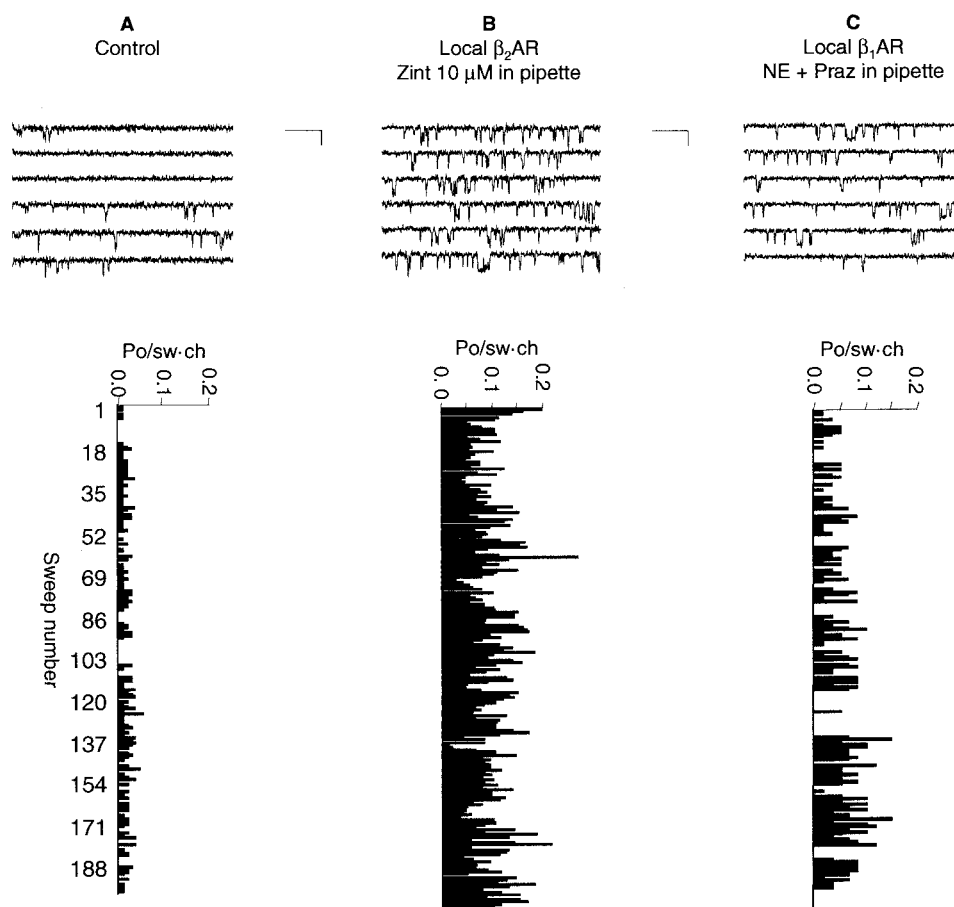 A
Control
B
Local β₂AR
Zint 10 μM in pipette
C
Local β₁AR
NE + Praz in pipette
Po/sw·ch
0.0
0.1
0.2
Po/sw·ch
0.
0.1
0.2
Po/sw·ch
0.0
0.1
0.2
Sweep number
1
18
35
52
69
86
103
120
137
154
171
188